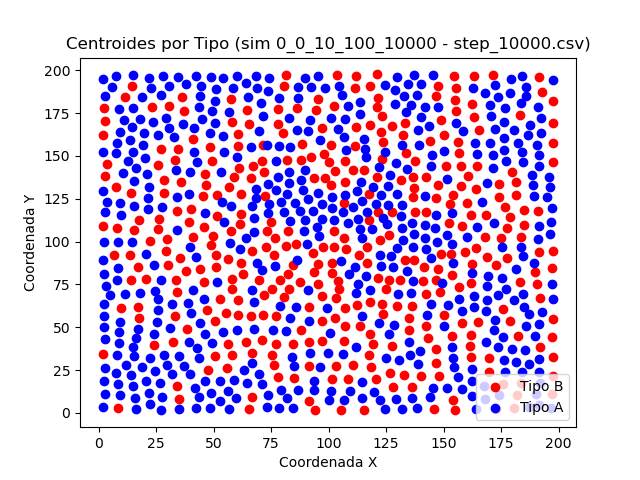 Centroides por Tipo (sim 0_0_10_100_10000 - step_10000.csv)
Coordenada Y
200
175
150
125
100
75
50
25
0
Tipo B
Tipo A
0 25 50 75 100 125 150 175 200
Coordenada X